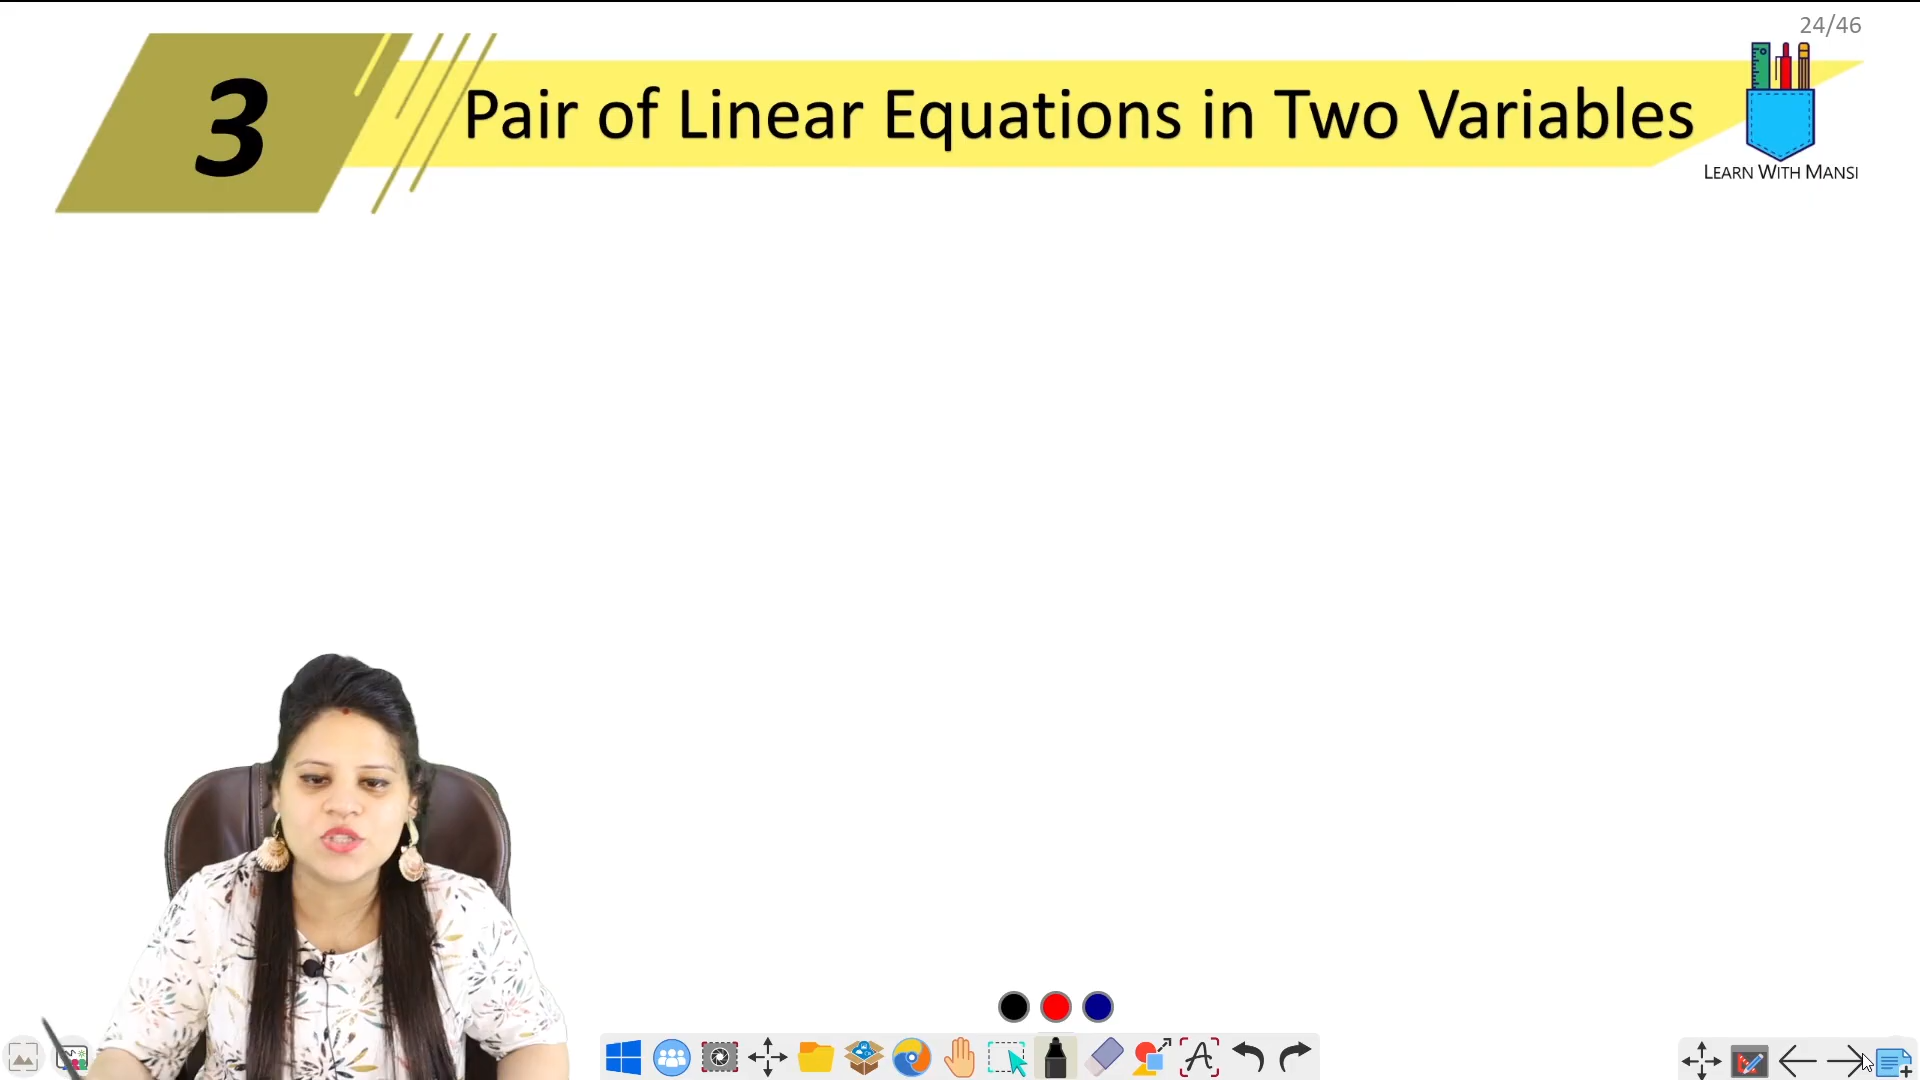 24/46
3
Pair of Linear Equations in Two Variables
LEARN WITH MANSI